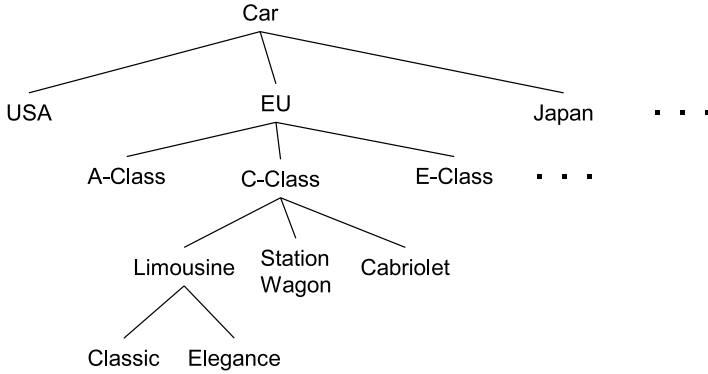 Car
USA
EU
Japan
. . .
A-Class
C-Class
E-Class
. . .
Limousine
Station
Wagon
Cabriolet
Classic
Elegance